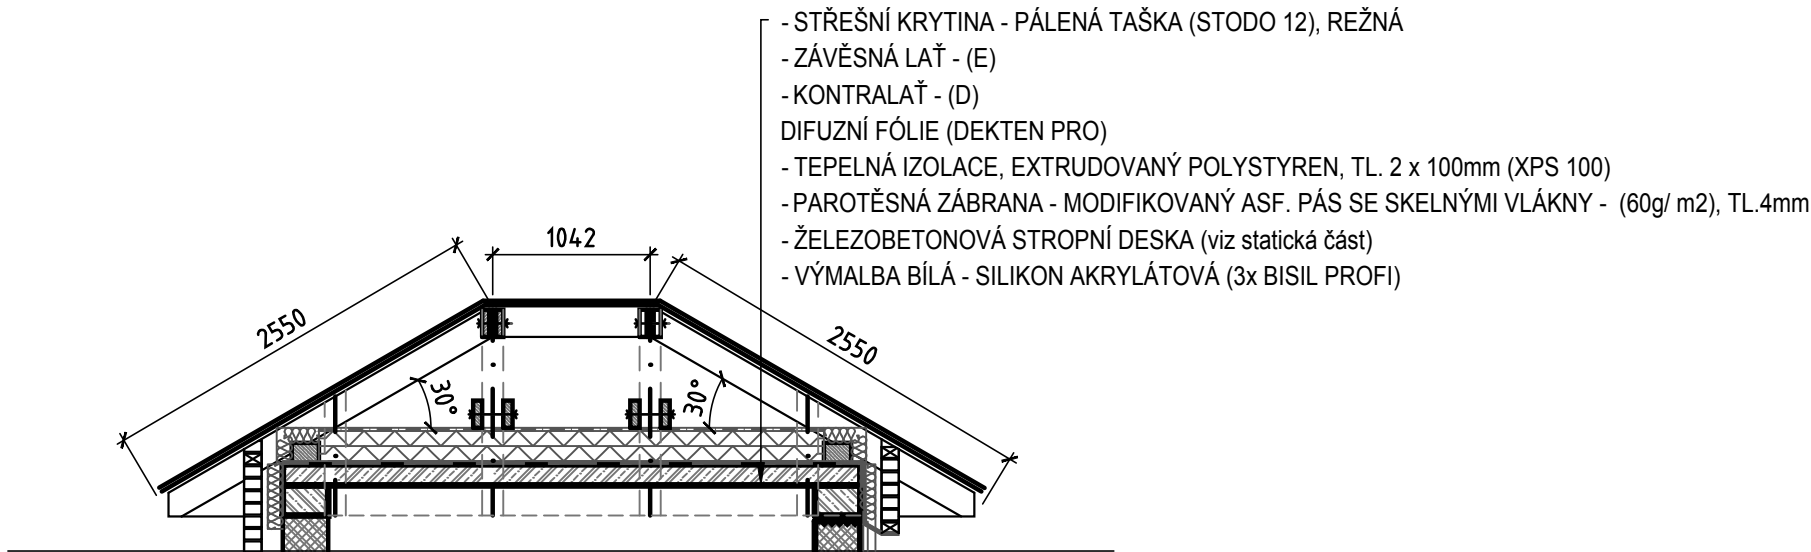 - STŘEŠNÍ KRYTINA - PÁLENÁ TAŠKA (STODO 12), REŽNÁ
- ZÁVĚSNÁ LAŤ - (E)
- KONTRALAŤ - (D)
DIFUZNÍ FÓLIE (DEKTEN PRO)
- TEPELNÁ IZOLACE, EXTRUDOVANÝ POLYSTYREN, TL. 2 x 100mm (XPS 100)
- PAROTĚSNÁ ZÁBRANA - MODIFIKOVANÝ ASF. PÁS SE SKELNÝMI VLÁKNY - (60g/ m2), TL.4mm
- ŽELEZOBETONOVÁ STROPNÍ DESKA (viz statická část)
- VÝMALBA BÍLÁ - SILIKON AKRYLÁTOVÁ (3x BISIL PROFI)
1042
2550
2550
30°
30°